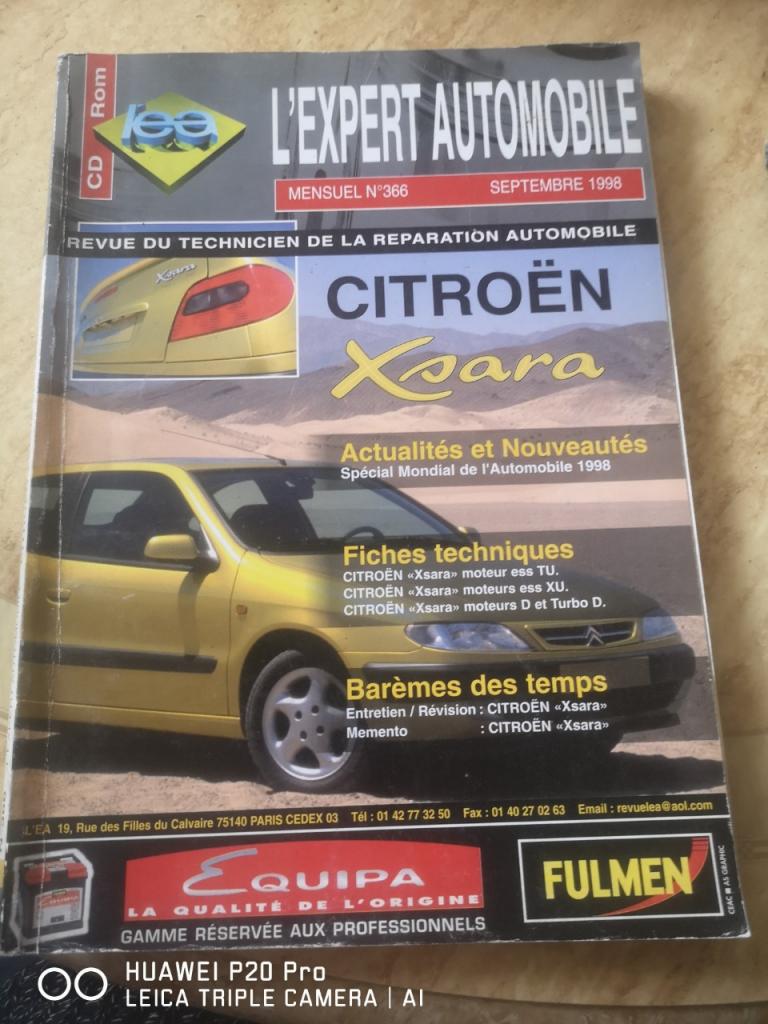 CD Rom
lea
L'EXPERT AUTOMOBILE
MENSUEL N°366 SEPTEMBRE 1998
REVUE DU TECHNICIEN DE LA REPARATION AUTOMOBILE
Xsara
CITROËN
Xsara
Actualités et Nouveautés
Spécial Mondial de l'Automobile 1998
Fiches techniques
CITROËN «Xsara» moteur ess TU.
CITROËN «Xsara» moteurs ess XU.
CITROËN «Xsara» moteurs D et Turbo D.
Barèmes des temps
Entretien / Révision : CITROËN «Xsara»
Memento : CITROËN «Xsara»
L'EA 19, Rue des Filles du Calvaire 75140 PARIS CEDEX 03 Tél : 01 42 77 32 50 Fax : 01 40 27 02 63 Email : revuelea@aol.com
EQUIPA
LA QUALITÉ DE L'ORIGINE
GAMME RÉSERVÉE AUX PROFESSIONNELS
FULMEN
CEAC ■ AS GRAPHIC
HUAWEI P20 Pro
LEICA TRIPLE CAMERA | AI